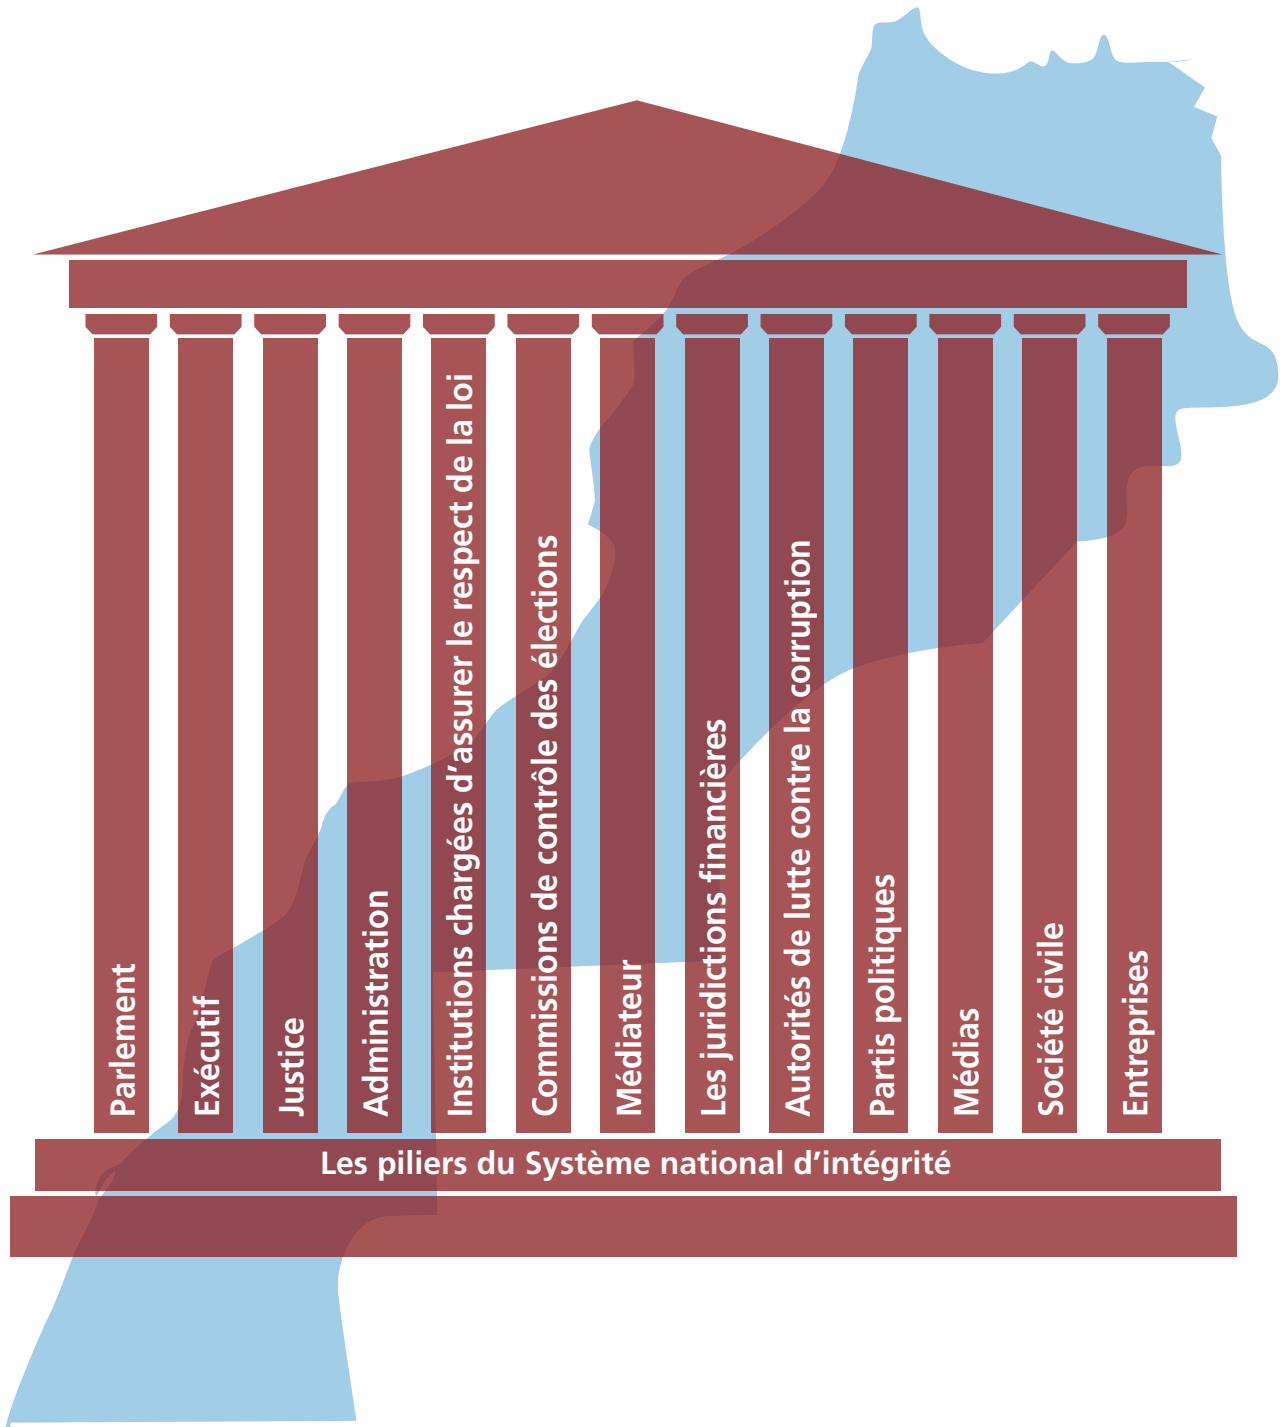 Parlement
Exécutif
Justice
Administration
Institutions chargées d’assurer le respect de la loi
Commissions de contrôle des élections
Médiateur
Les juridictions financières
Autorités de lutte contre la corruption
Partis politiques
Médias
Société civile
Entreprises
Les piliers du Système national d’intégrité